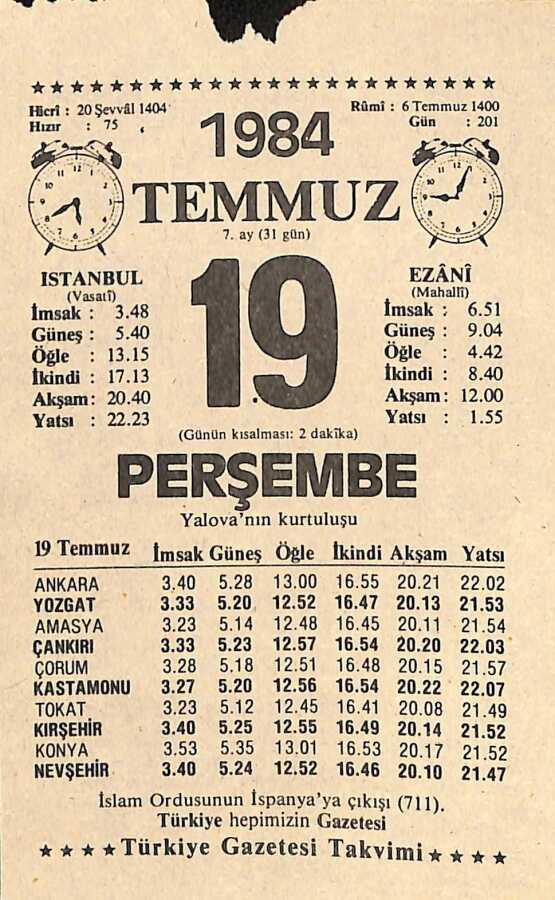 ★★★★★★★★★★★★★★★★★★★★★★★★
Hicrî : 20 Şevvâl 1404
Hızır : 75
Rûmî : 6 Temmuz 1400
Gün : 201
1984
TEMMUZ
7. ay (31 gün)
19
ISTANBUL
(Vasatî)
İmsak : 3.48
Güneş : 5.40
Öğle : 13.15
İkindi : 17.13
Akşam: 20.40
Yatsı : 22.23
EZÂNÎ
(Mahallî)
İmsak : 6.51
Güneş : 9.04
Öğle : 4.42
İkindi : 8.40
Akşam: 12.00
Yatsı : 1.55
(Günün kısalması: 2 dakîka)
PERŞEMBE
Yalova'nın kurtuluşu
19 Temmuz İmsak Güneş Öğle İkindi Akşam Yatsı
ANKARA 3.40 5.28 13.00 16.55 20.21 22.02
YOZGAT 3.33 5.20 12.52 16.47 20.13 21.53
AMASYA 3.23 5.14 12.48 16.45 20.11 21.54
ÇANKIRI 3.33 5.23 12.57 16.54 20.20 22.03
ÇORUM 3.28 5.18 12.51 16.48 20.15 21.57
KASTAMONU 3.27 5.20 12.56 16.54 20.22 22.07
TOKAT 3.23 5.12 12.45 16.41 20.08 21.49
KIRŞEHİR 3.40 5.25 12.55 16.49 20.14 21.52
KONYA 3.53 5.35 13.01 16.53 20.17 21.52
NEVŞEHİR 3.40 5.24 12.52 16.46 20.10 21.47
İslam Ordusunun İspanya'ya çıkışı (711).
Türkiye hepimizin Gazetesi
★★★★Türkiye Gazetesi Takvimi★★★★